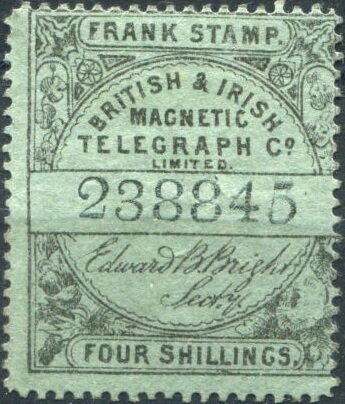 FRANK STAMP.
BRITISH & IRISH
MAGNETIC
TELEGRAPH Co.
LIMITED.
238845
Edward B Bright
Secty.
FOUR SHILLINGS.